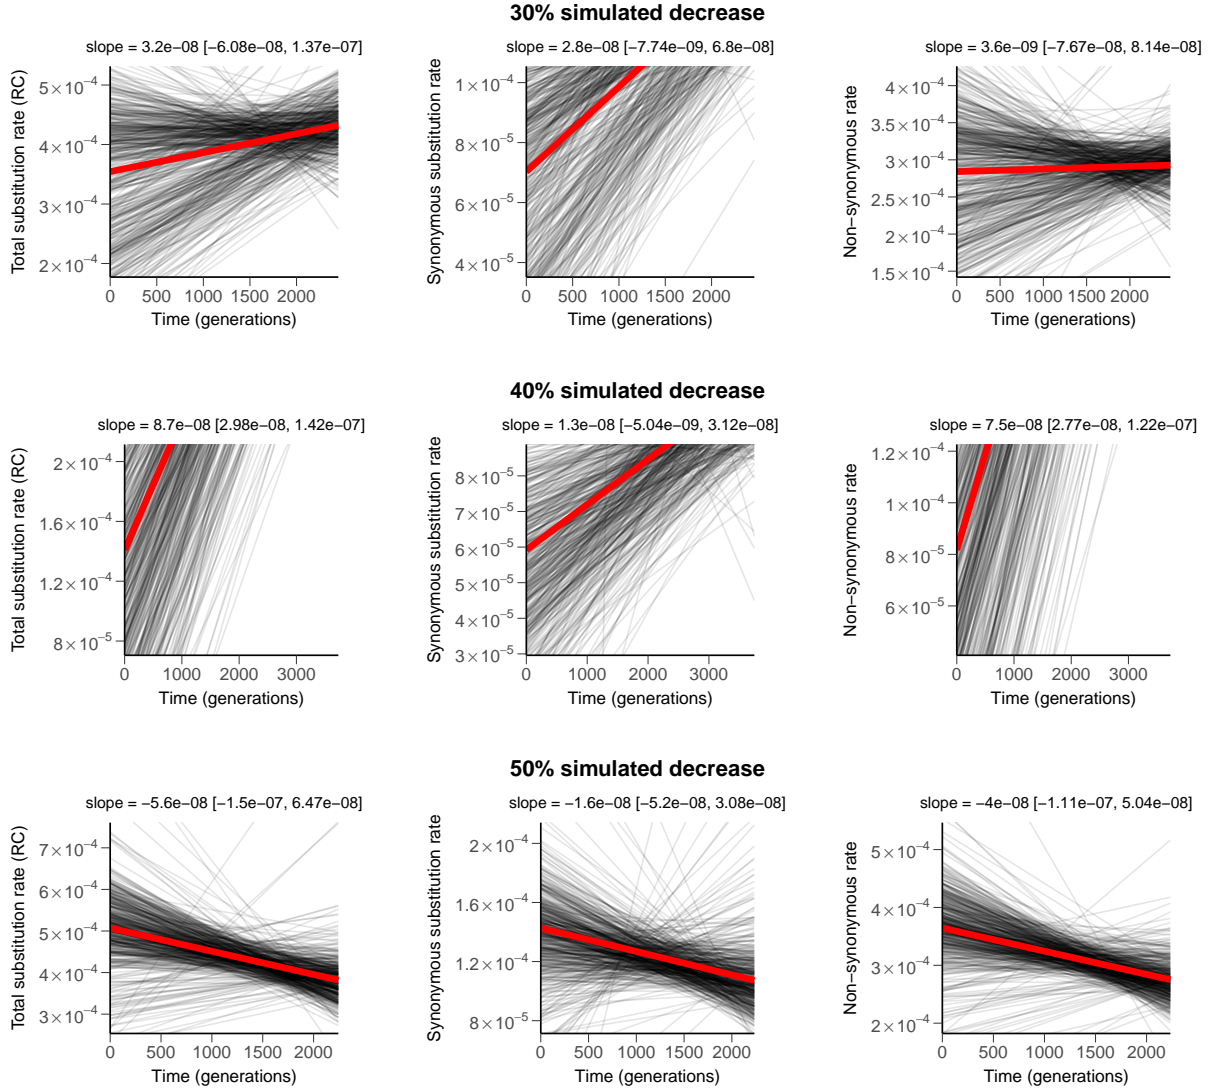 30% simulated decrease
slope = 3.2e−08 [−6.08e−08, 1.37e−07]
slope = 2.8e−08 [−7.74e−09, 6.8e−08]
slope = 3.6e−09 [−7.67e−08, 8.14e−08]
Total substitution rate (RC)
5×10⁻⁴
4×10⁻⁴
3×10⁻⁴
2×10⁻⁴
0 500 1000 1500 2000
Time (generations)
Synonymous substitution rate
1×10⁻⁴
8×10⁻⁵
6×10⁻⁵
4×10⁻⁵
0 500 1000 1500 2000
Time (generations)
Non−synonymous rate
4×10⁻⁴
3.5×10⁻⁴
3×10⁻⁴
2.5×10⁻⁴
2×10⁻⁴
1.5×10⁻⁴
0 500 1000 1500 2000
Time (generations)
40% simulated decrease
slope = 8.7e−08 [2.98e−08, 1.42e−07]
slope = 1.3e−08 [−5.04e−09, 3.12e−08]
slope = 7.5e−08 [2.77e−08, 1.22e−07]
Total substitution rate (RC)
2×10⁻⁴
1.6×10⁻⁴
1.2×10⁻⁴
8×10⁻⁵
0 1000 2000 3000
Time (generations)
Synonymous substitution rate
8×10⁻⁵
7×10⁻⁵
6×10⁻⁵
5×10⁻⁵
4×10⁻⁵
3×10⁻⁵
0 1000 2000 3000
Time (generations)
Non−synonymous rate
1.2×10⁻⁴
1×10⁻⁴
8×10⁻⁵
6×10⁻⁵
0 1000 2000 3000
Time (generations)
50% simulated decrease
slope = −5.6e−08 [−1.5e−07, 6.47e−08]
slope = −1.6e−08 [−5.2e−08, 3.08e−08]
slope = −4e−08 [−1.11e−07, 5.04e−08]
Total substitution rate (RC)
7×10⁻⁴
6×10⁻⁴
5×10⁻⁴
4×10⁻⁴
3×10⁻⁴
0 500 1000 1500 2000
Time (generations)
Synonymous substitution rate
2×10⁻⁴
1.6×10⁻⁴
1.2×10⁻⁴
8×10⁻⁵
0 500 1000 1500 2000
Time (generations)
Non−synonymous rate
5×10⁻⁴
4×10⁻⁴
3×10⁻⁴
2×10⁻⁴
0 500 1000 1500 2000
Time (generations)